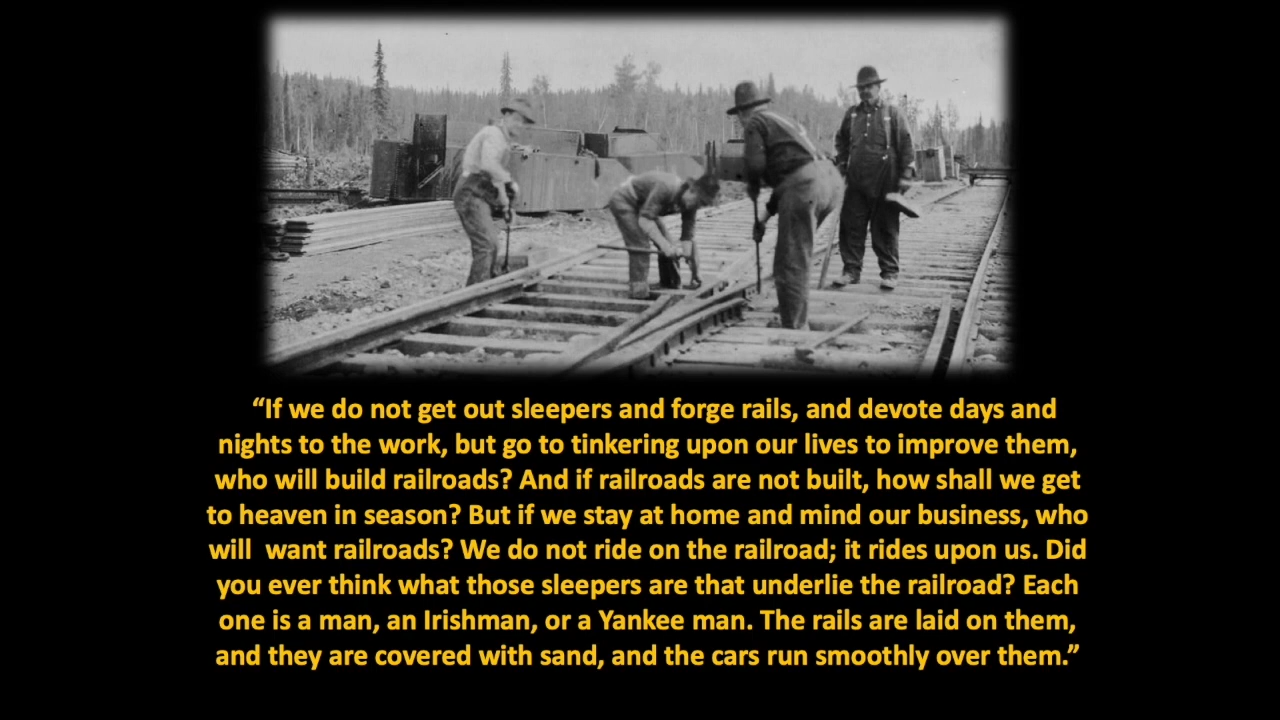 “If we do not get out sleepers and forge rails, and devote days and
nights to the work, but go to tinkering upon our lives to improve them,
who will build railroads? And if railroads are not built, how shall we get
to heaven in season? But if we stay at home and mind our business, who
will  want railroads? We do not ride on the railroad; it rides upon us. Did
you ever think what those sleepers are that underlie the railroad? Each
one is a man, an Irishman, or a Yankee man. The rails are laid on them,
and they are covered with sand, and the cars run smoothly over them.”